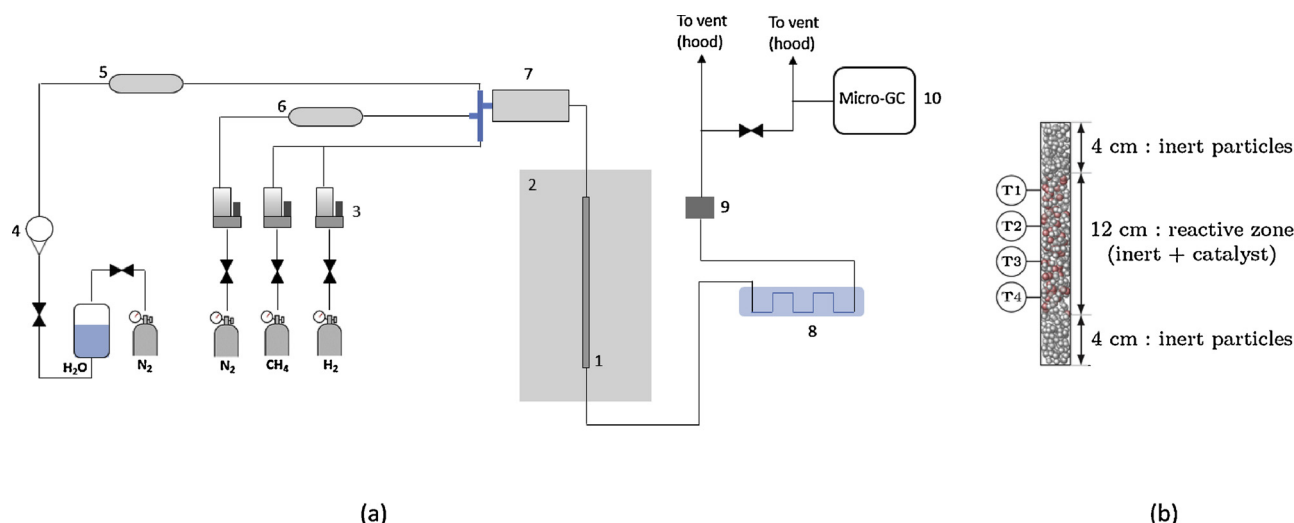 To vent
(hood)
To vent
(hood)
5
7
6
Micro-GC
10
4 cm : inert particles
2
3
T1
4
9
T2
12 cm : reactive zone
(inert + catalyst)
T3
T4
8
4 cm : inert particles
1
H₂O
N₂
N₂
CH₄
H₂
(a)
(b)